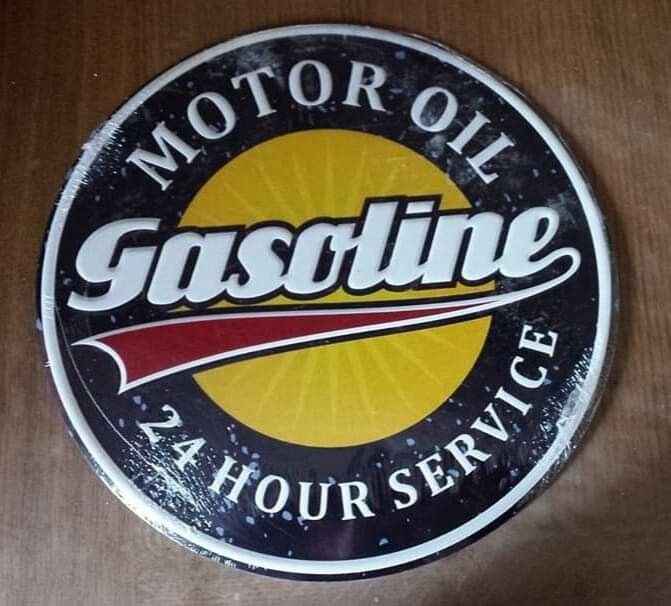 MOTOR OIL
Gasoline
24 HOUR SERVICE